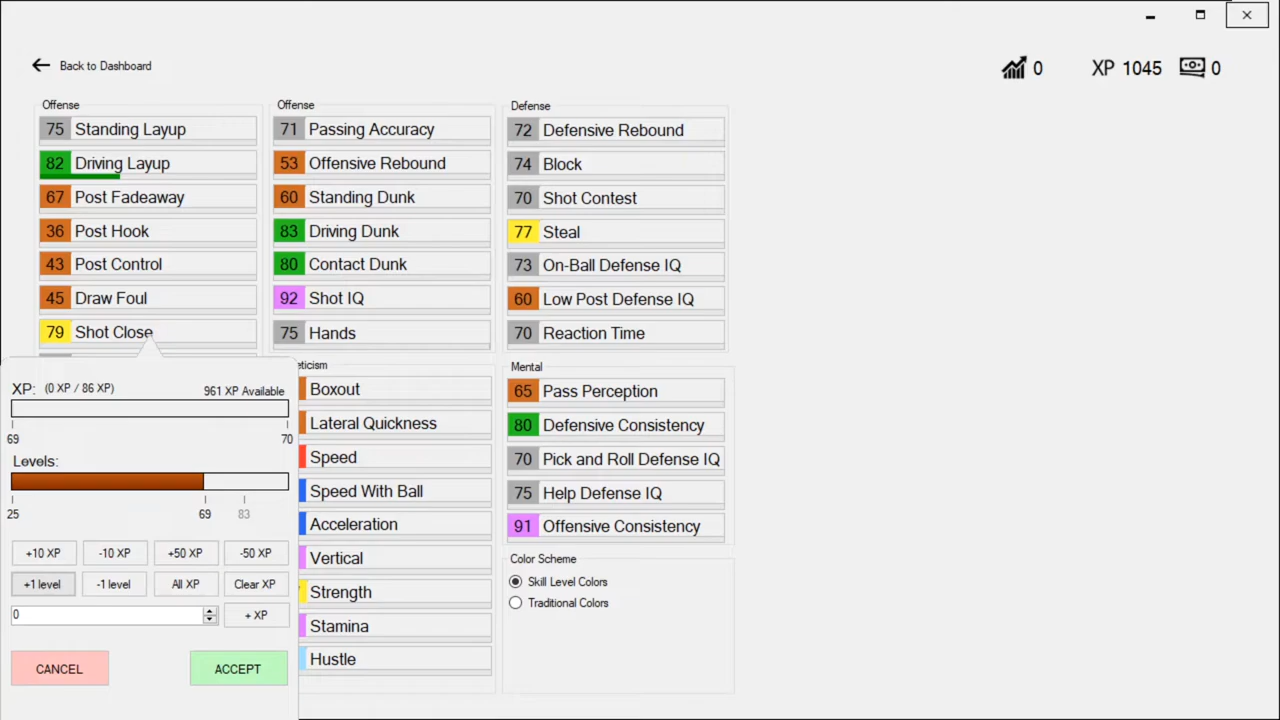 Back to Dashboard
0
XP 1045
0
Offense
75 Standing Layup
82 Driving Layup
67 Post Fadeaway
36 Post Hook
43 Post Control
45 Draw Foul
79 Shot Close
Offense
71 Passing Accuracy
53 Offensive Rebound
60 Standing Dunk
83 Driving Dunk
80 Contact Dunk
92 Shot IQ
75 Hands
Defense
72 Defensive Rebound
74 Block
70 Shot Contest
77 Steal
73 On-Ball Defense IQ
60 Low Post Defense IQ
70 Reaction Time
XP: (0 XP / 86 XP) 961 XP Available
69 70
Levels:
25 69 83
+10 XP -10 XP +50 XP -50 XP
+1 level -1 level All XP Clear XP
0 + XP
CANCEL ACCEPT
eticism
Boxout
Lateral Quickness
Speed
Speed With Ball
Acceleration
Vertical
Strength
Stamina
Hustle
Mental
65 Pass Perception
80 Defensive Consistency
70 Pick and Roll Defense IQ
75 Help Defense IQ
91 Offensive Consistency
Color Scheme
Skill Level Colors
Traditional Colors